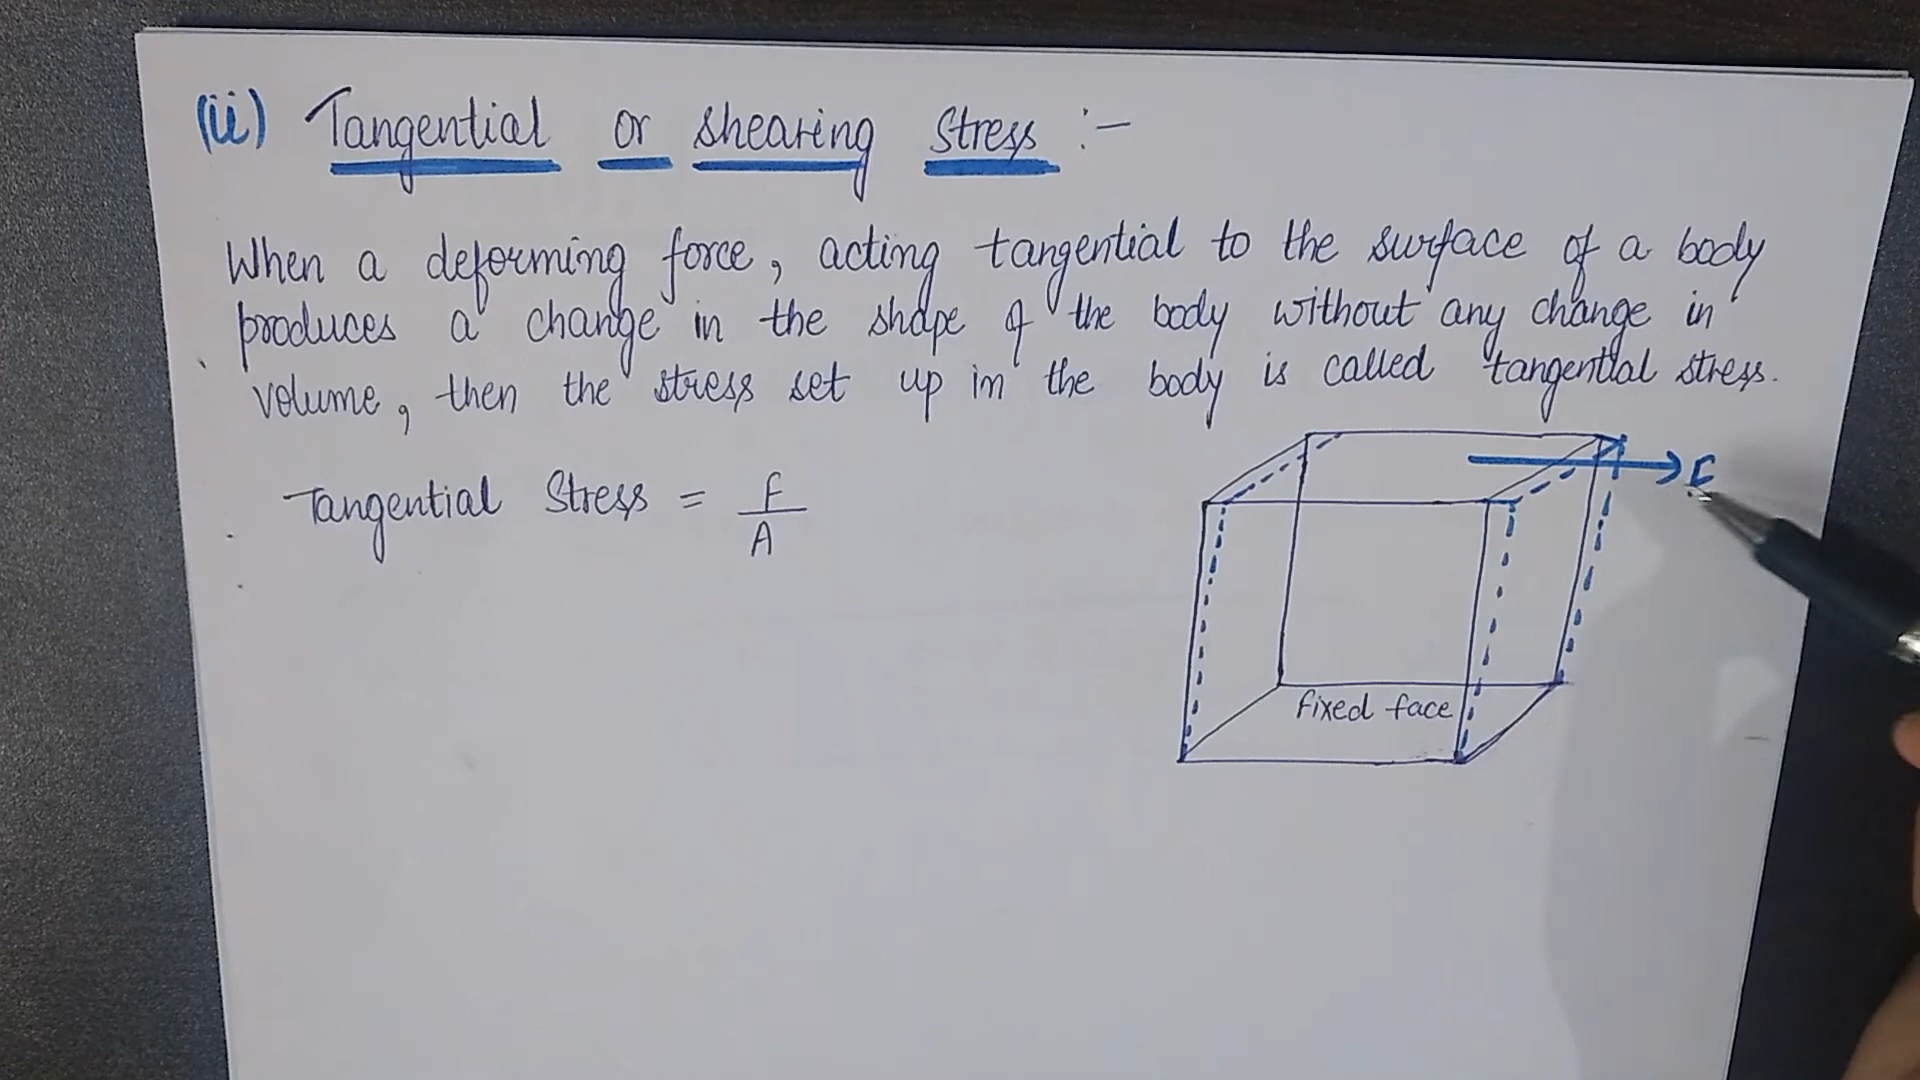 (ii) Tangential or shearing Stress :-
When a deforming force, acting tangential to the surface of a body
produces a change in the shape of the body without any change in
volume, then the stress set up in the body is called tangential stress.
Tangential Stress = F/A
F
fixed face